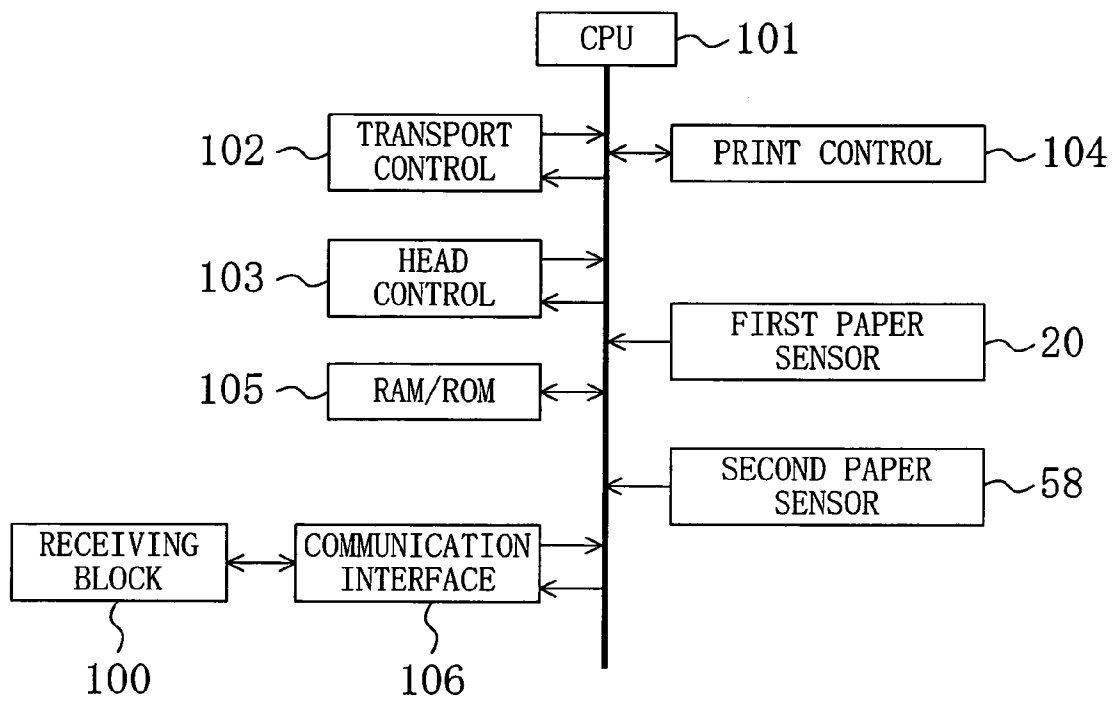 CPU
101
TRANSPORT
CONTROL
102
PRINT CONTROL
104
HEAD
CONTROL
103
FIRST PAPER
SENSOR
20
RAM/ROM
105
SECOND PAPER
SENSOR
58
RECEIVING
BLOCK
100
COMMUNICATION
INTERFACE
106